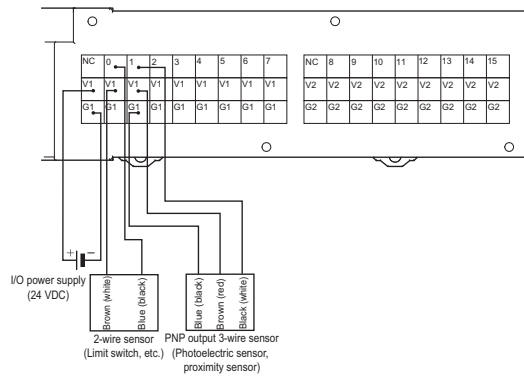 NC 0 1 2 3 4 5 6 7 NC 8 9 10 11 12 13 14 15
V1 V1 V1 V1 V1 V1 V1 V1 V1 V2 V2 V2 V2 V2 V2 V2 V2 V2
G1 G1 G1 G1 G1 G1 G1 G1 G1 G2 G2 G2 G2 G2 G2 G2 G2 G2
+ −
I/O power supply
(24 VDC)
Brown (white)
Blue (black)
Blue (black)
Brown (red)
Black (white)
2-wire sensor
(Limit switch, etc.)
PNP output 3-wire sensor
(Photoelectric sensor,
proximity sensor)